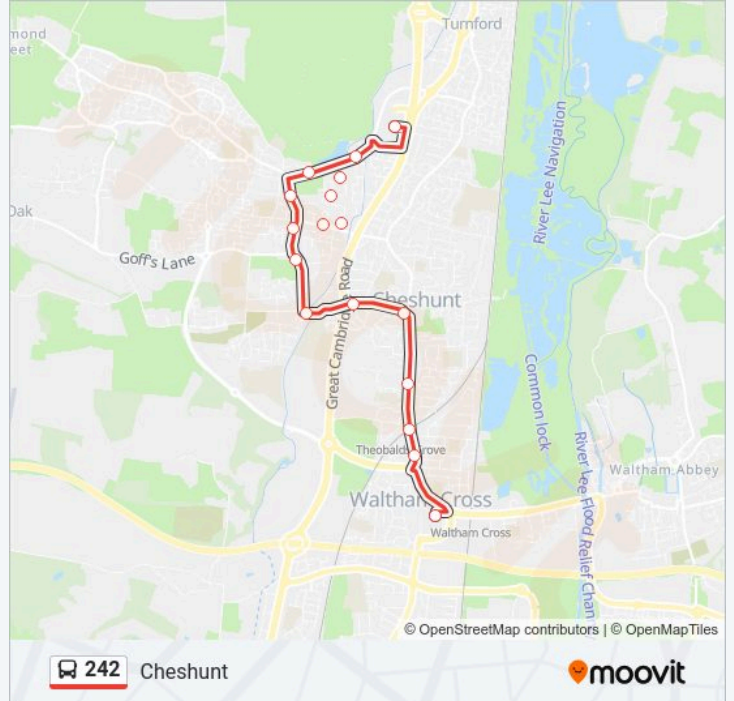 mond
eet
Turnford
River Lee Navigation
Oak
Goff's Lane
Great Cambridge Road
Cheshunt
Common lock
Theobalds Grove
Waltham Abbey
Waltham Cross
River Lee Flood Relief Chan
Waltham Cross
© OpenStreetMap contributors | © OpenMapTiles
242 Cheshunt
moovit